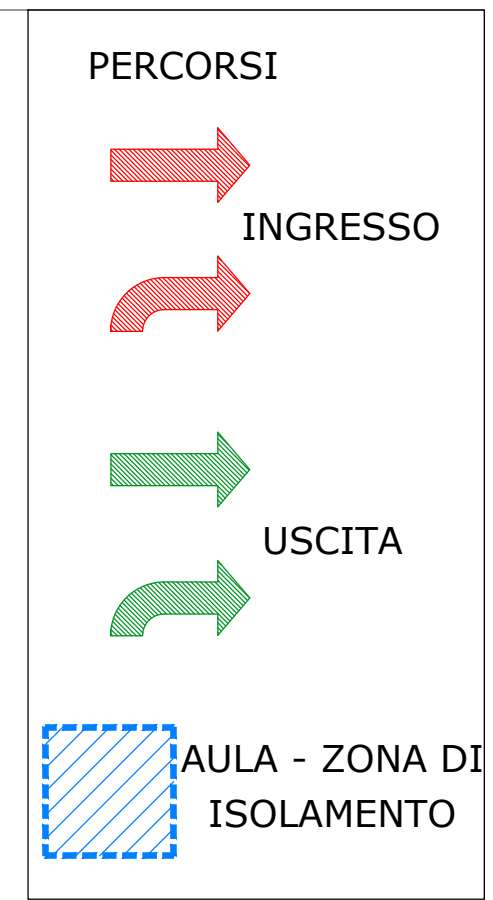 PERCORSI
INGRESSO
USCITA
AULA - ZONA DI
ISOLAMENTO